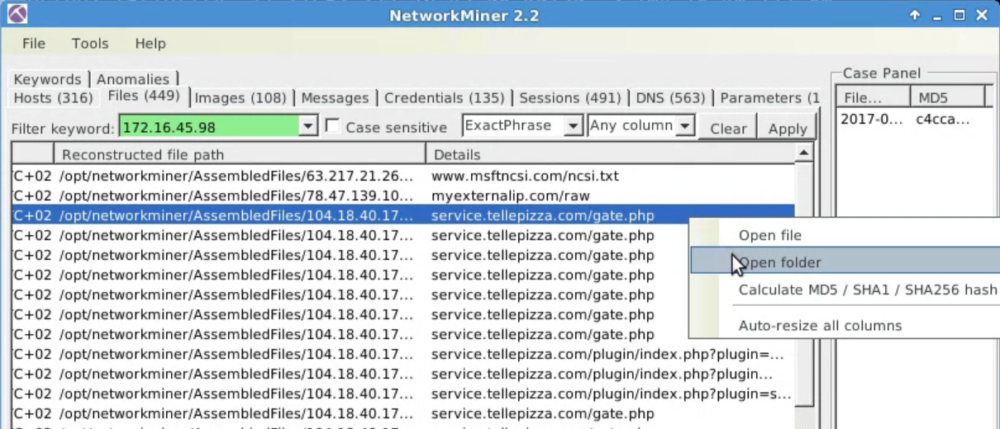 NetworkMiner 2.2
File Tools Help
Keywords Anomalies
Hosts (316) Files (449) Images (108) Messages Credentials (135) Sessions (491) DNS (563) Parameters (1
Filter keyword: 172.16.45.98 Case sensitive ExactPhrase Any column Clear Apply
Reconstructed file path Details
C+02 /opt/networkminer/AssembledFiles/63.217.21.26... www.msftncsi.com/ncsi.txt
C+02 /opt/networkminer/AssembledFiles/78.47.139.10... myexternalip.com/raw
C+02 /opt/networkminer/AssembledFiles/104.18.40.17... service.tellepizza.com/gate.php
C+02 /opt/networkminer/AssembledFiles/104.18.40.17... service.tellepizza.com/gate.php
C+02 /opt/networkminer/AssembledFiles/104.18.40.17... service.tellepizza.com/gate.php
C+02 /opt/networkminer/AssembledFiles/104.18.40.17... service.tellepizza.com/gate.php
C+02 /opt/networkminer/AssembledFiles/104.18.40.17... service.tellepizza.com/gate.php
C+02 /opt/networkminer/AssembledFiles/104.18.40.17... service.tellepizza.com/gate.php
C+02 /opt/networkminer/AssembledFiles/104.18.40.17... service.tellepizza.com/gate.php
C+02 /opt/networkminer/AssembledFiles/104.18.40.17... service.tellepizza.com/plugin/index.php?plugin=...
C+02 /opt/networkminer/AssembledFiles/104.18.40.17... service.tellepizza.com/plugin/index.php?plugin...
C+02 /opt/networkminer/AssembledFiles/104.18.40.17... service.tellepizza.com/plugin/index.php?plugin=s...
C+02 /opt/networkminer/AssembledFiles/104.18.40.17... service.tellepizza.com/gate.php
Open file
Open folder
Calculate MD5 / SHA1 / SHA256 hash
Auto-resize all columns
Case Panel
File... MD5
2017-0... c4cca...